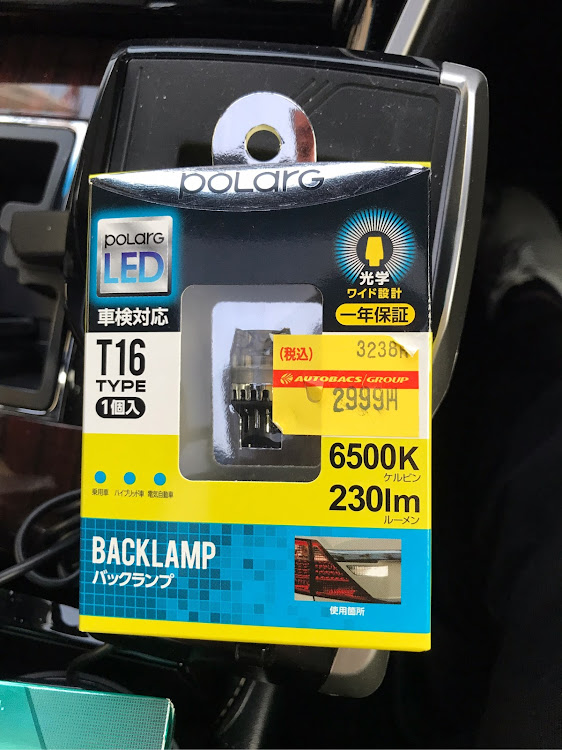 POLARG
POLARG
LED
車検対応
T16
TYPE
1個入
光学
ワイド設計
一年保証
(税込)
3238円
AUTOBACS GROUP
2999円
6500K
ケルビン
230lm
ルーメン
乗用車 ハイブリッド車 電気自動車
BACKLAMP
バックランプ
使用箇所